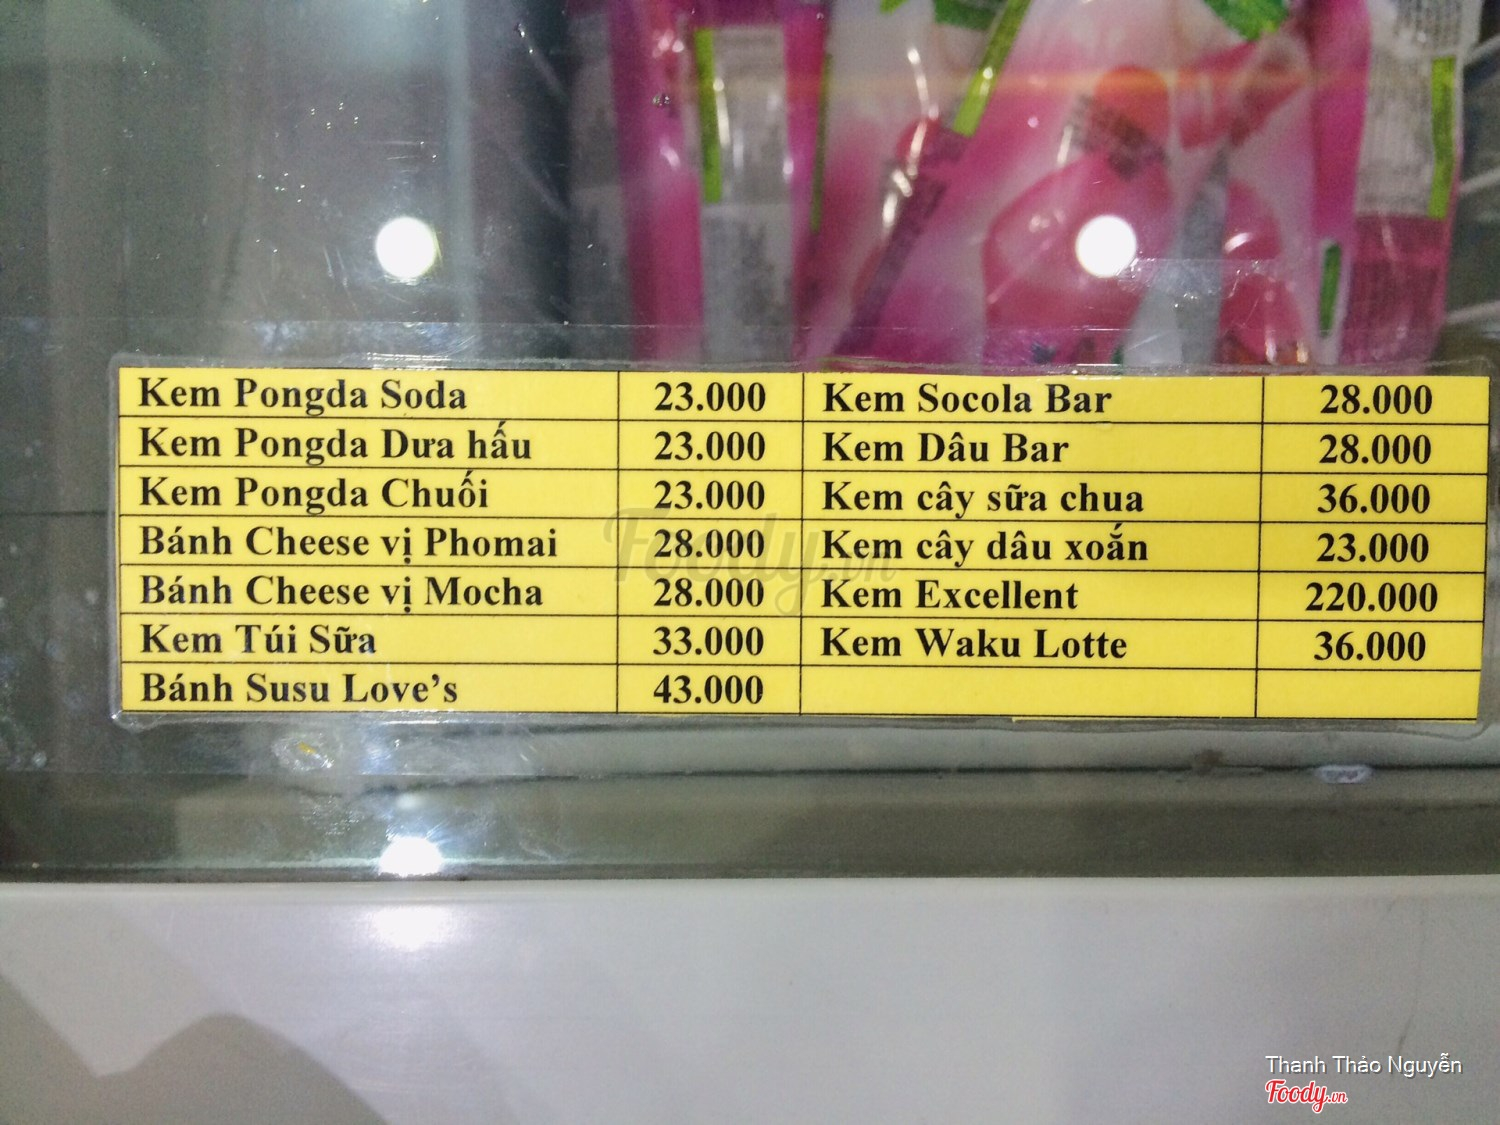 Kem Pongda Soda 23.000 Kem Socola Bar 28.000
Kem Pongda Dưa hấu 23.000 Kem Dâu Bar 28.000
Kem Pongda Chuối 23.000 Kem cây sữa chua 36.000
Bánh Cheese vị Phomai 28.000 Kem cây dâu xoắn 23.000
Bánh Cheese vị Mocha 28.000 Kem Excellent 220.000
Kem Túi Sữa 33.000 Kem Waku Lotte 36.000
Bánh Susu Love's 43.000
Foody.vn
Thanh Thảo Nguyễn
Foody.vn